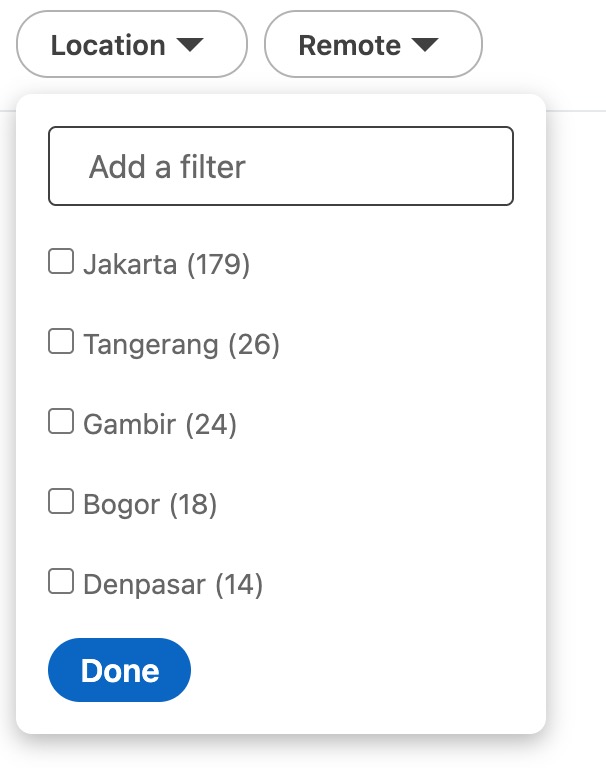 Location Remote
Add a filter
Jakarta (179)
Tangerang (26)
Gambir (24)
Bogor (18)
Denpasar (14)
Done